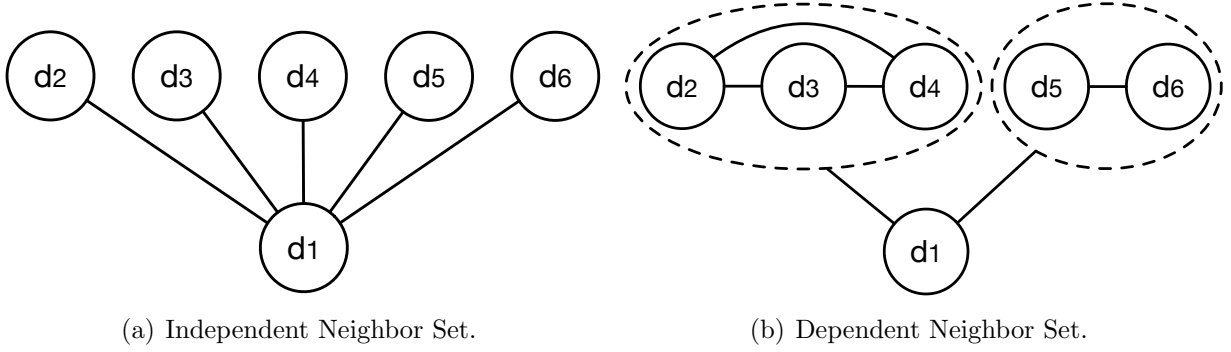 d2 d3 d4 d5 d6
d1
(a) Independent Neighbor Set.
d2 d3 d4 d5 d6
d1
(b) Dependent Neighbor Set.